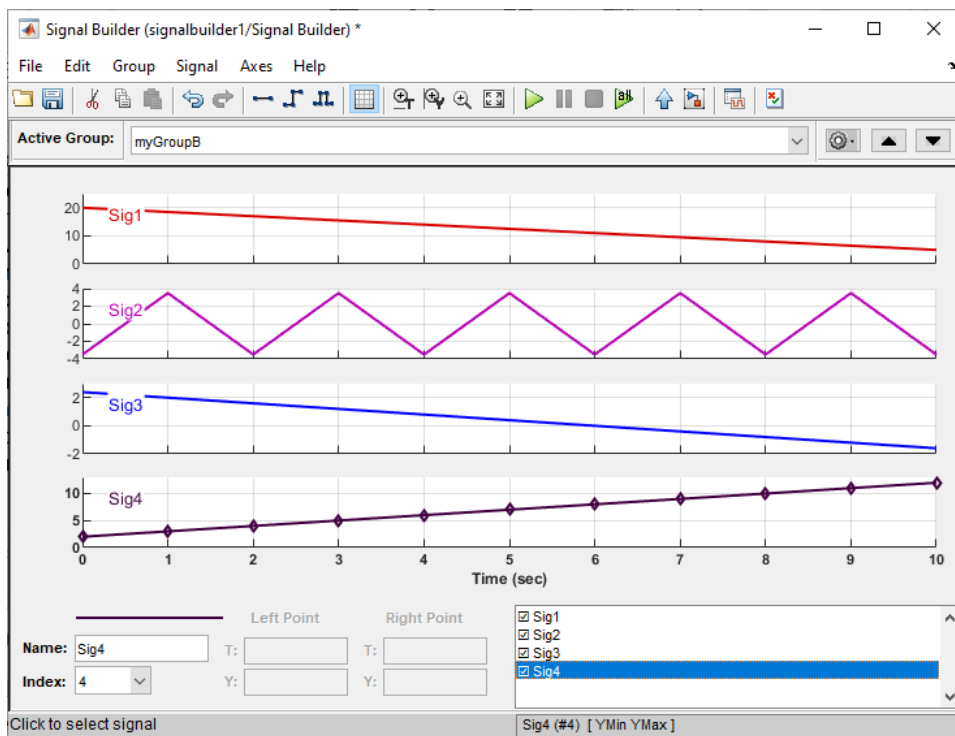 Signal Builder (signalbuilder1/Signal Builder) *
File Edit Group Signal Axes Help
Active Group: myGroupB
20
10
0
Sig1
4
2
0
-2
-4
Sig2
2
0
-2
Sig3
10
5
0
Sig4
0 1 2 3 4 5 6 7 8 9 10
Time (sec)
Left Point Right Point
Name: Sig4 T: T:
Index: 4 Y: Y:
Sig1
Sig2
Sig3
Sig4
Click to select signal
Sig4 (#4) [ YMin YMax ]